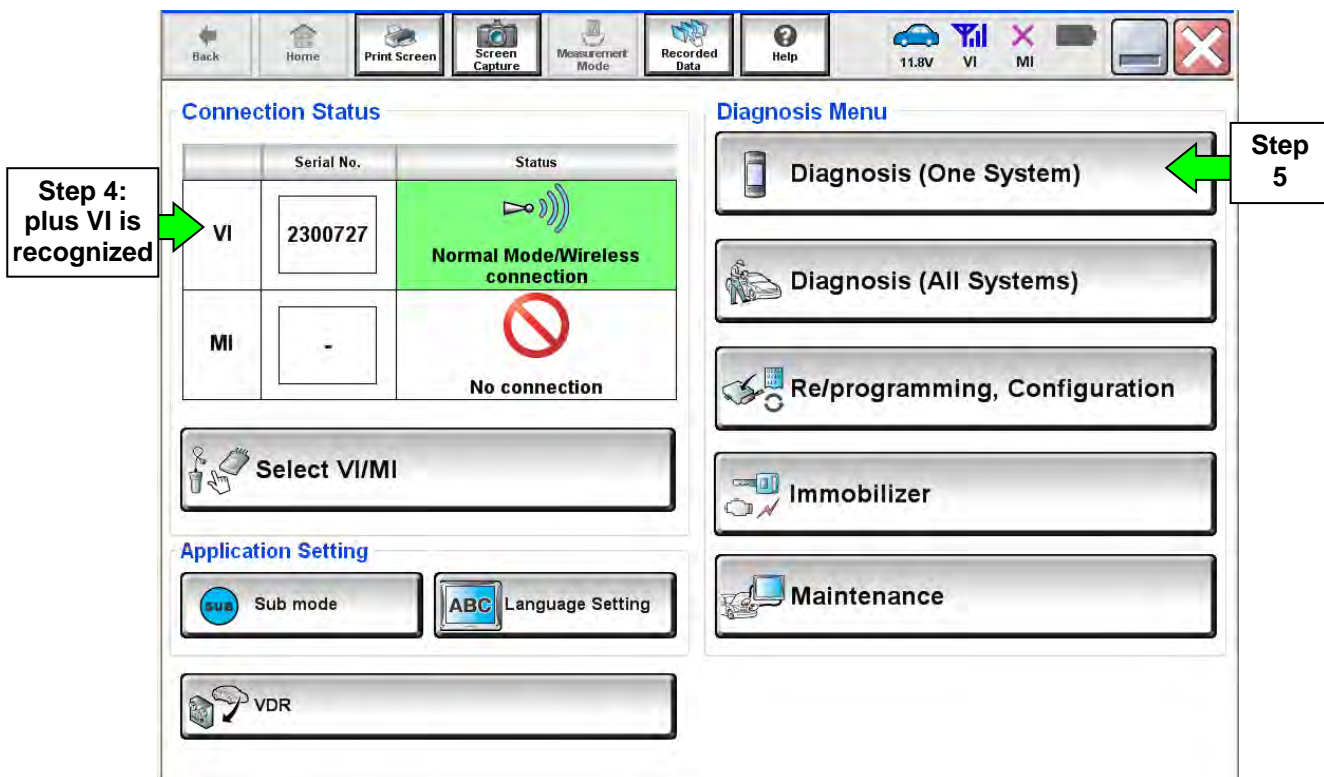 Back
Home
Print Screen
Screen
Capture
Measurement
Mode
Recorded
Data
?
Help
11.8V
VI
MI
Connection Status
Serial No.
Status
VI
2300727
Normal Mode/Wireless
connection
MI
-
No connection
Select VI/MI
Application Setting
SUB
Sub mode
ABC
Language Setting
VDR
Diagnosis Menu
Diagnosis (One System)
Diagnosis (All Systems)
Re/programming, Configuration
Immobilizer
Maintenance
Step 4:
plus VI is
recognized
Step
5